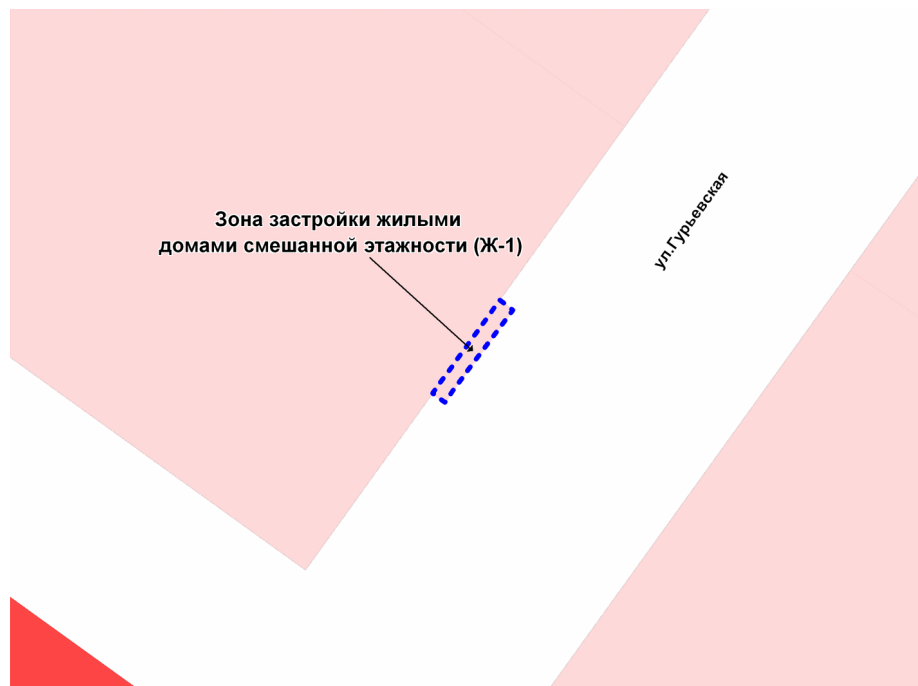 Зона застройки жилыми
домами смешанной этажности (Ж-1)
ул.Гурьевская